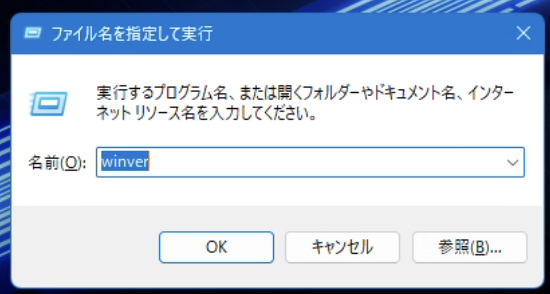 ファイル名を指定して実行
実行するプログラム名、または開くフォルダーやドキュメント名、インター
ネット リソース名を入力してください。
名前(O): winver
OK キャンセル 参照(B)...